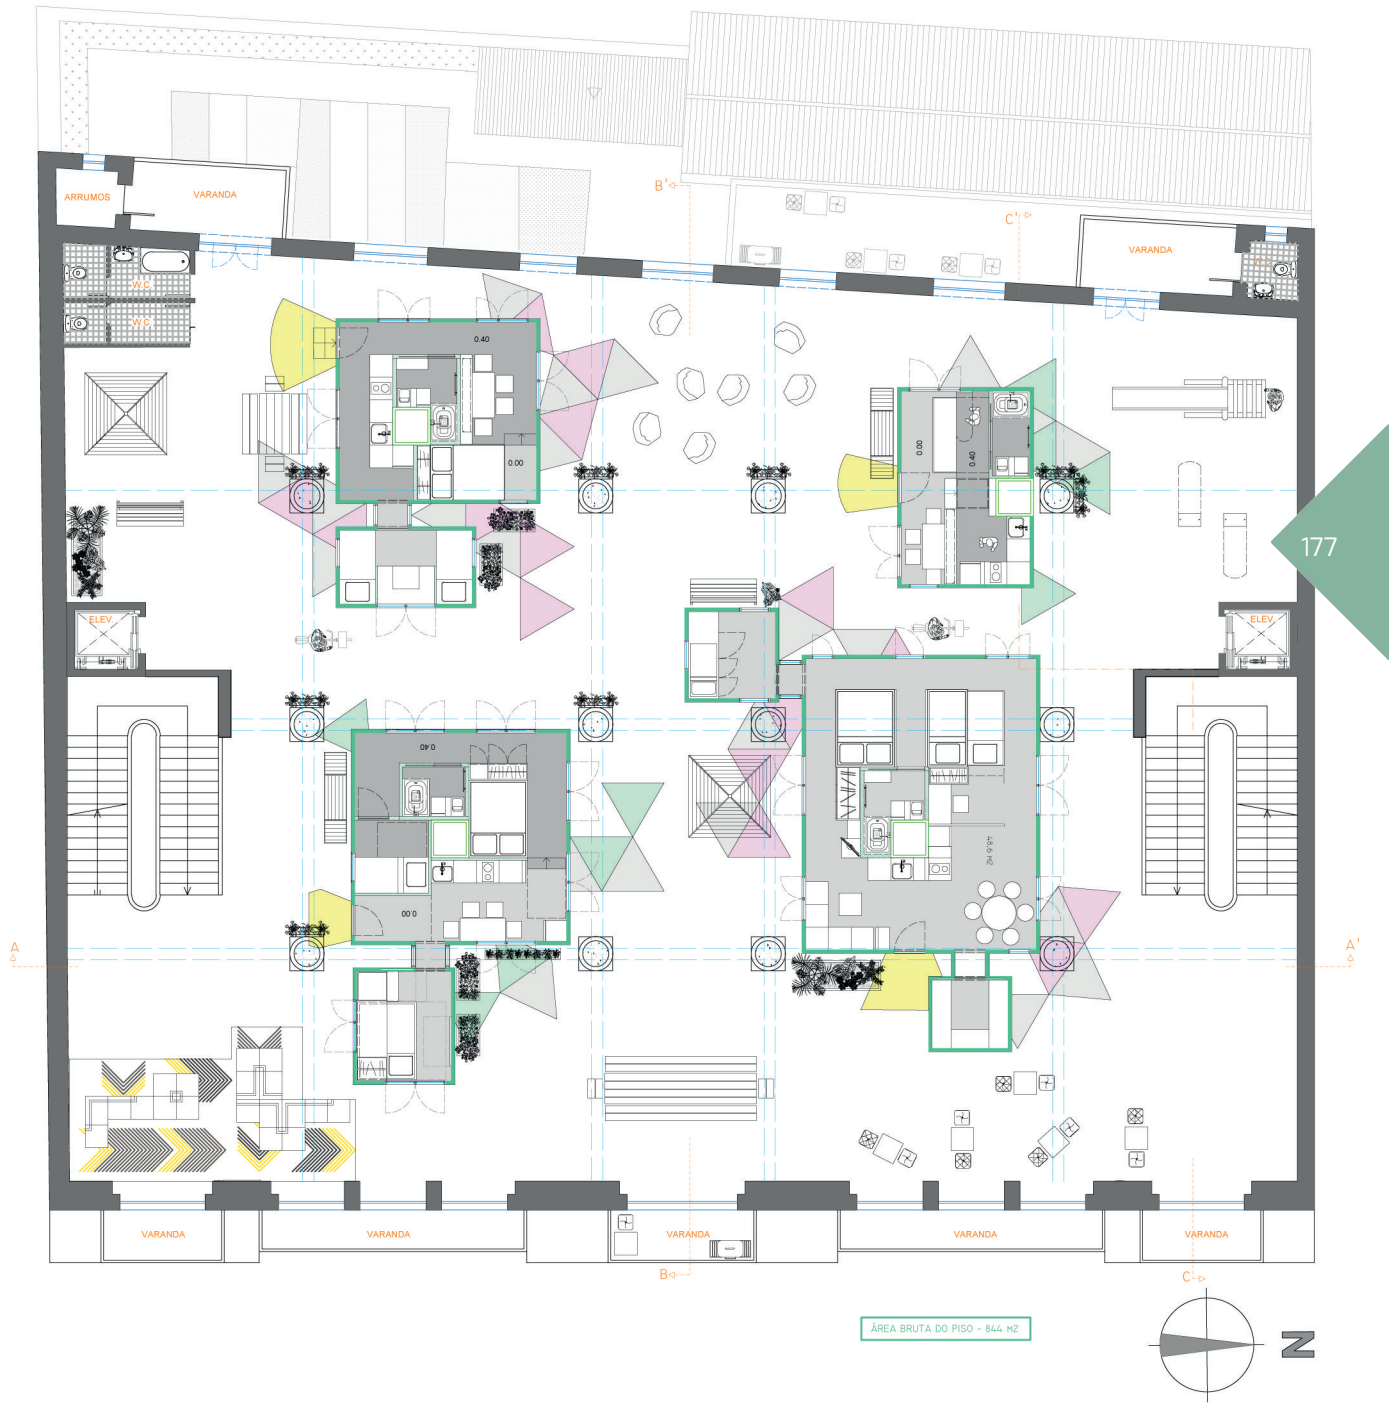 ARRUMOS
VARANDA
B'
C'
VARANDA
W.C.
W.C
0.40
0.00
0.00
0.40
177
ELEV.
ELEV.
0.40
48.6 M2
0.00
A
A'
VARANDA
VARANDA
VARANDA
VARANDA
VARANDA
B
C
ÁREA BRUTA DO PISO - 844 M2
N